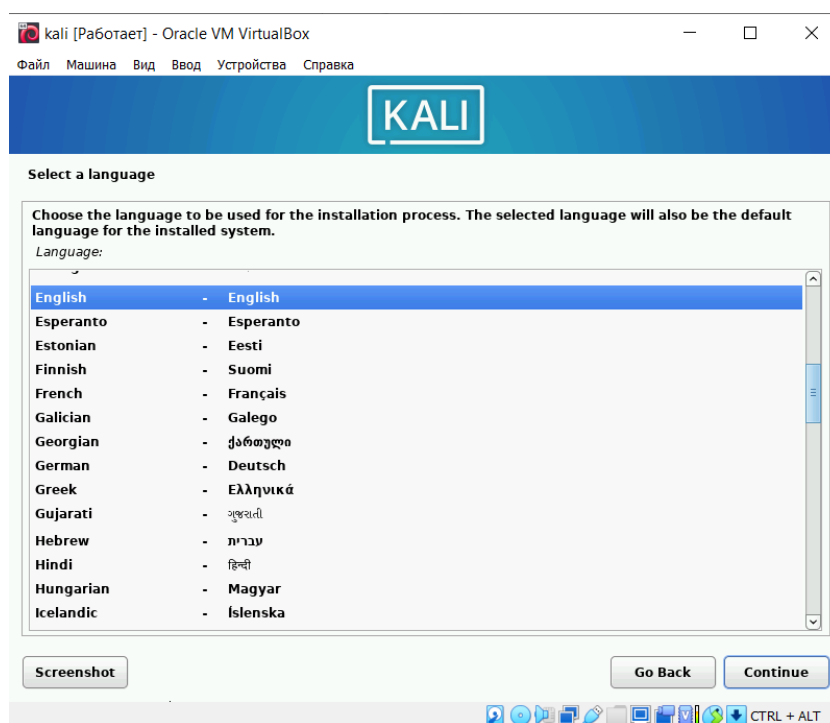 kali [Работает] - Oracle VM VirtualBox
Файл Машина Вид Ввод Устройства Справка
KALI
Select a language
Choose the language to be used for the installation process. The selected language will also be the default
language for the installed system.
Language:
English - English
Esperanto - Esperanto
Estonian - Eesti
Finnish - Suomi
French - Français
Galician - Galego
Georgian - ქართული
German - Deutsch
Greek - Ελληνικά
Gujarati - ગુજરાતી
Hebrew - עברית
Hindi - हिन्दी
Hungarian - Magyar
Icelandic - Íslenska
Screenshot Go Back Continue
CTRL + ALT